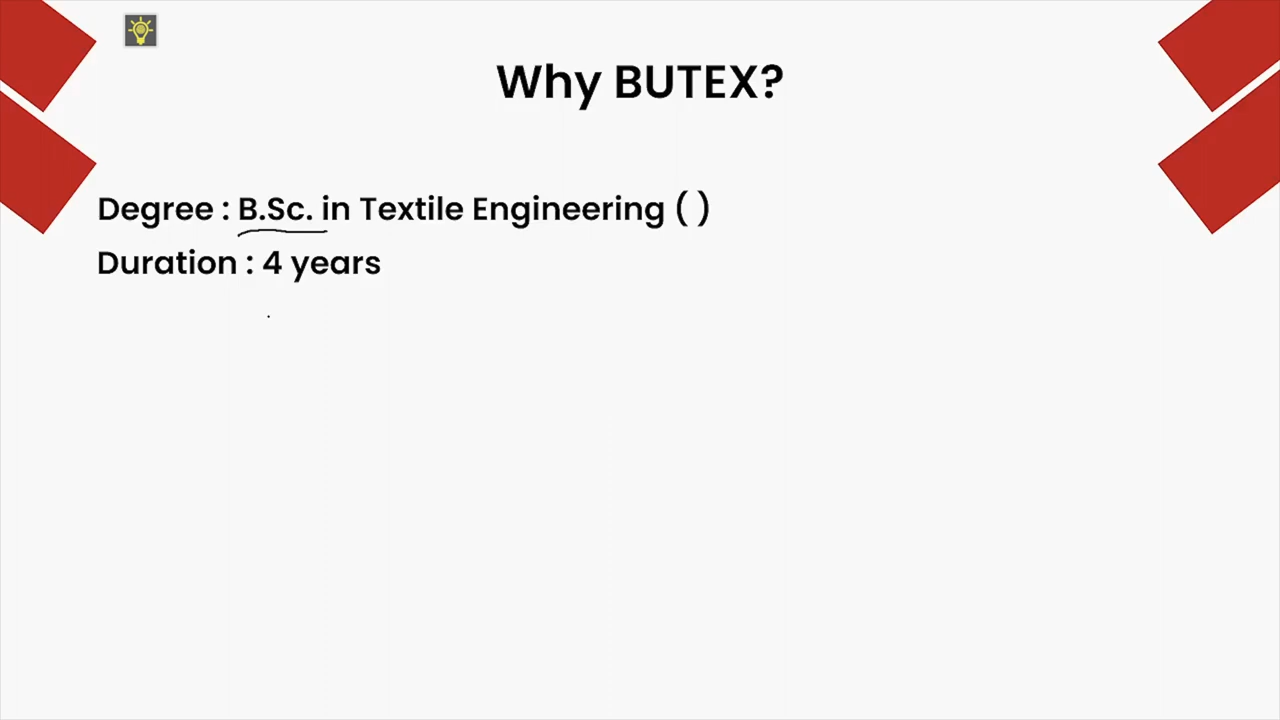 Why BUTEX?
Degree : B.Sc. in Textile Engineering ( )
Duration : 4 years